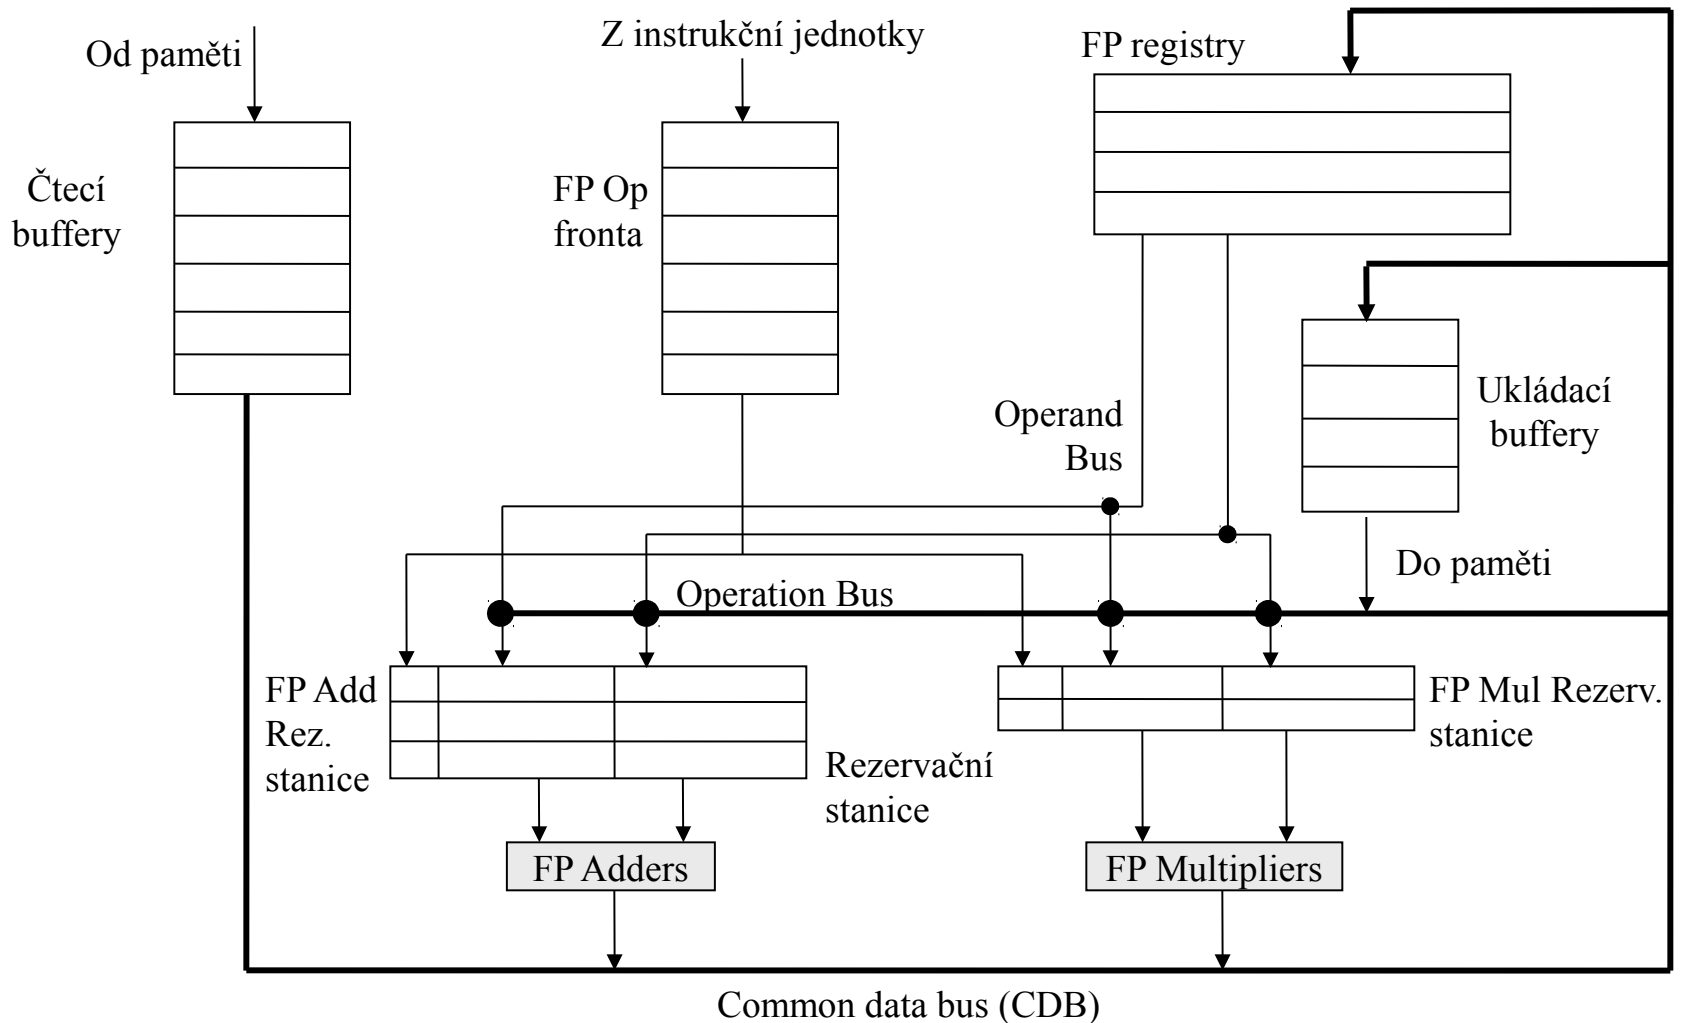 Od paměti
Z instrukční jednotky
FP registry
Čtecí
buffery
FP Op
fronta
Operand
Bus
Ukládací
buffery
Do paměti
Operation Bus
FP Add
Rez.
stanice
Rezervační
stanice
FP Mul Rezerv.
stanice
FP Adders
FP Multipliers
Common data bus (CDB)